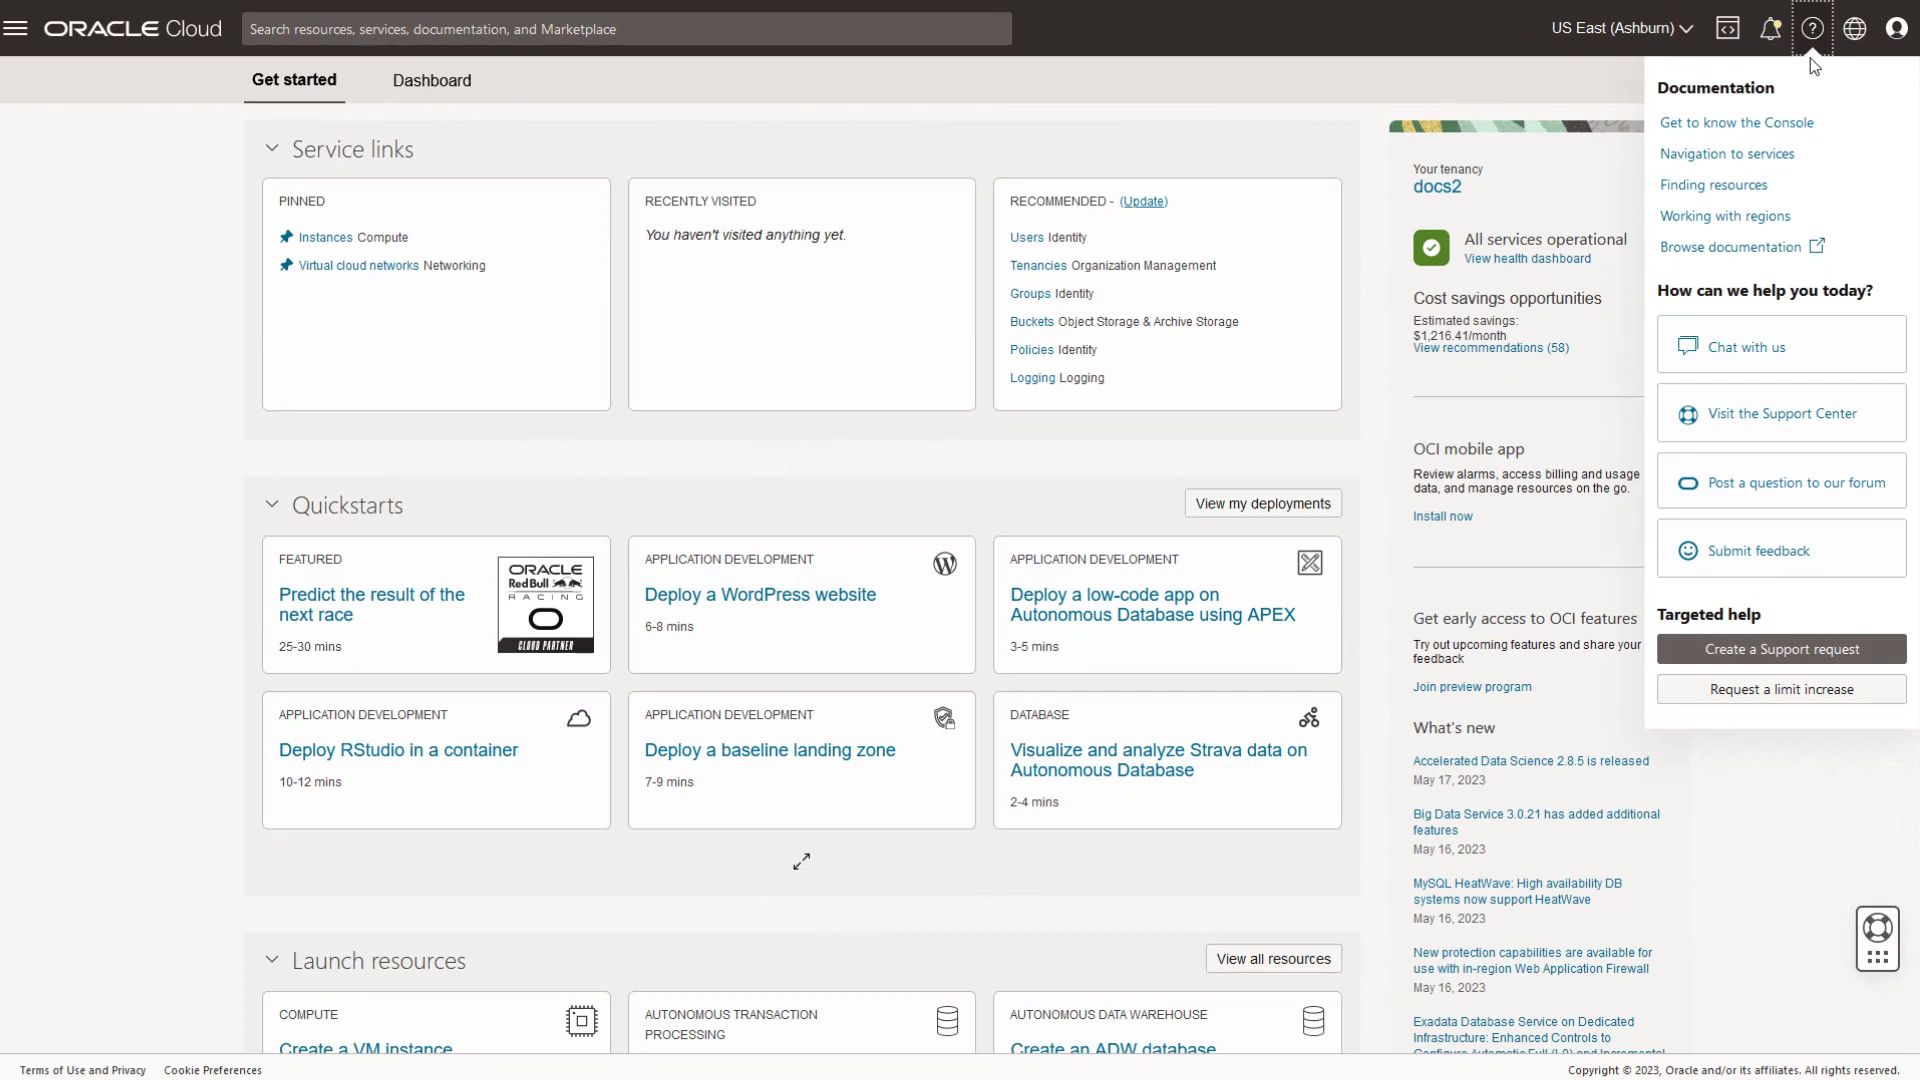 ORACLE Cloud
Search resources, services, documentation, and Marketplace
US East (Ashburn)
Get started
Dashboard
Service links
PINNED
Instances Compute
Virtual cloud networks Networking
RECENTLY VISITED
You haven't visited anything yet.
RECOMMENDED - (Update)
Users Identity
Tenancies Organization Management
Groups Identity
Buckets Object Storage & Archive Storage
Policies Identity
Logging Logging
Quickstarts
View my deployments
FEATURED
Predict the result of the
next race
25-30 mins
ORACLE
Red Bull
RACING
CLOUD PARTNER
APPLICATION DEVELOPMENT
Deploy a WordPress website
6-8 mins
APPLICATION DEVELOPMENT
Deploy a low-code app on
Autonomous Database using APEX
3-5 mins
APPLICATION DEVELOPMENT
Deploy RStudio in a container
10-12 mins
APPLICATION DEVELOPMENT
Deploy a baseline landing zone
7-9 mins
DATABASE
Visualize and analyze Strava data on
Autonomous Database
2-4 mins
Launch resources
View all resources
COMPUTE
Create a VM instance
AUTONOMOUS TRANSACTION
PROCESSING
AUTONOMOUS DATA WAREHOUSE
Create an ADW database
Your tenancy
docs2
All services operational
View health dashboard
Cost savings opportunities
Estimated savings:
$1,216.41/month
View recommendations (58)
OCI mobile app
Review alarms, access billing and usage
data, and manage resources on the go.
Install now
Get early access to OCI features
Try out upcoming features and share your
feedback
Join preview program
What's new
Accelerated Data Science 2.8.5 is released
May 17, 2023
Big Data Service 3.0.21 has added additional
features
May 16, 2023
MySQL HeatWave: High availability DB
systems now support HeatWave
May 16, 2023
New protection capabilities are available for
use with in-region Web Application Firewall
May 16, 2023
Exadata Database Service on Dedicated
Infrastructure: Enhanced Controls to
Configure Automatic Full (L0) and Incremental
Documentation
Get to know the Console
Navigation to services
Finding resources
Working with regions
Browse documentation
How can we help you today?
Chat with us
Visit the Support Center
Post a question to our forum
Submit feedback
Targeted help
Create a Support request
Request a limit increase
Terms of Use and Privacy
Cookie Preferences
Copyright © 2023, Oracle and/or its affiliates. All rights reserved.